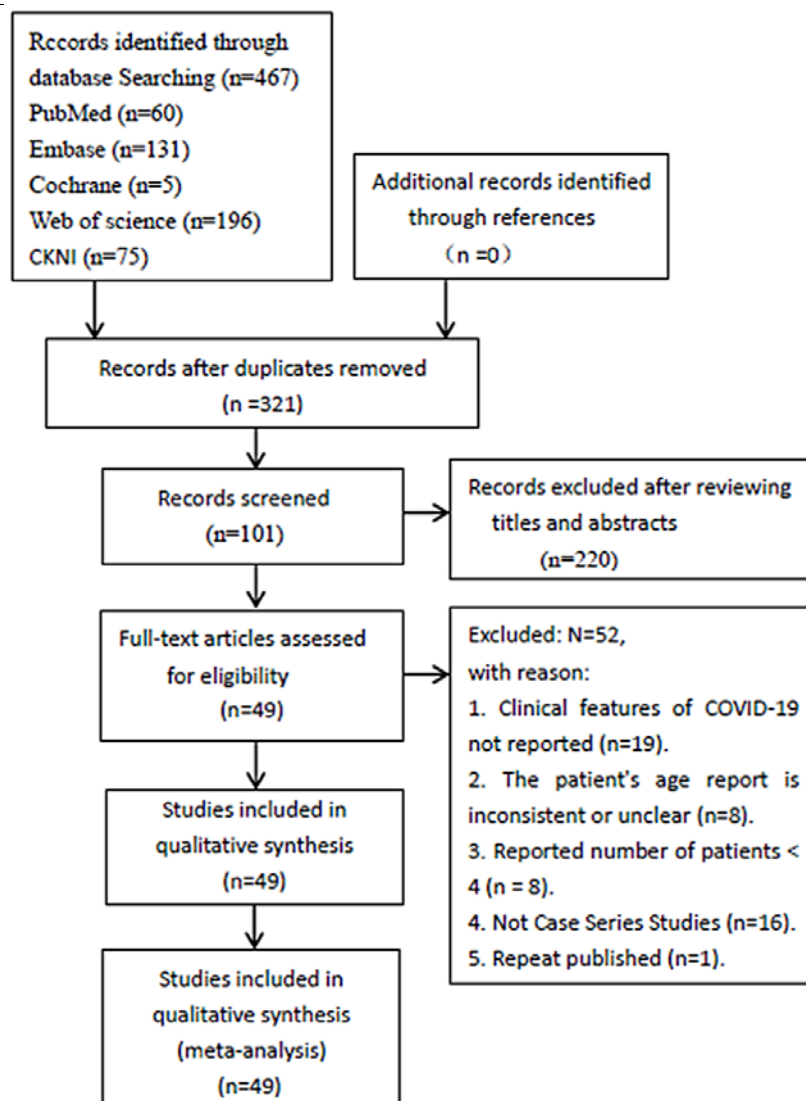 Rccords identified through
database Searching (n=467)
PubMed (n=60)
Embase (n=131)
Cochrane (n=5)
Web of science (n=196)
CKNI (n=75)
Additional records identified
through references
（n =0）
Records after duplicates removed
(n =321)
Records screened
(n=101)
Records excluded after reviewing
titles and abstracts
(n=220)
Full-text articles assessed
for eligibility
(n=49)
Excluded: N=52,
with reason:
1. Clinical features of COVID-19
not reported (n=19).
2. The patient's age report is
inconsistent or unclear (n=8).
3. Reported number of patients <
4 (n = 8).
4. Not Case Series Studies (n=16).
5. Repeat published (n=1).
Studies included in
qualitative synthesis
(n=49)
Studies included in
qualitative synthesis
(meta-analysis)
(n=49)